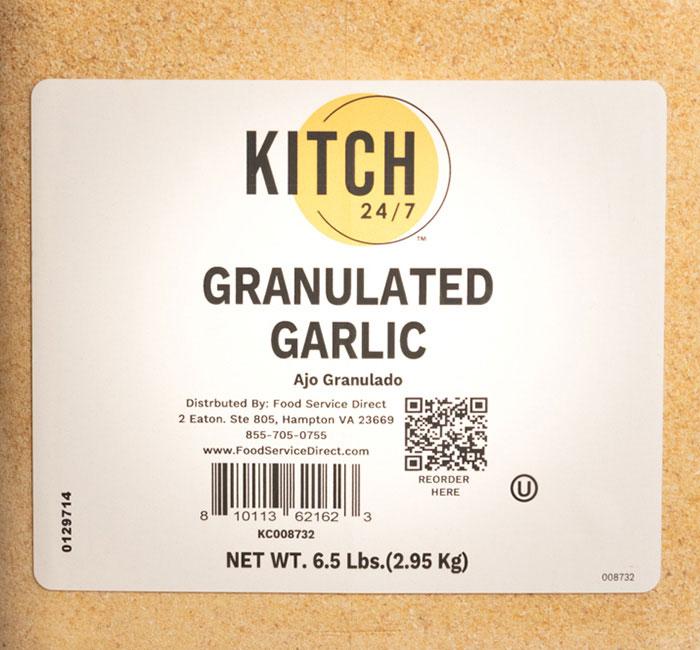 KITCH
24/7
™
GRANULATED
GARLIC
Ajo Granulado
Distrbuted By: Food Service Direct
2 Eaton. Ste 805, Hampton VA 23669
855-705-0755
www.FoodServiceDirect.com
REORDER
HERE
U
8 10113 62162 3
KC008732
NET WT. 6.5 Lbs.(2.95 Kg)
0129714
008732